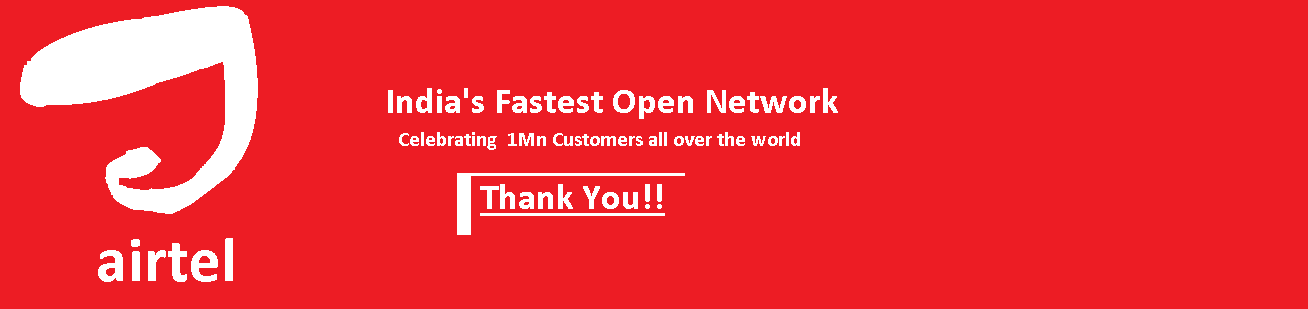 India's Fastest Open Network
Celebrating 1Mn Customers all over the world
Thank You!!
airtel